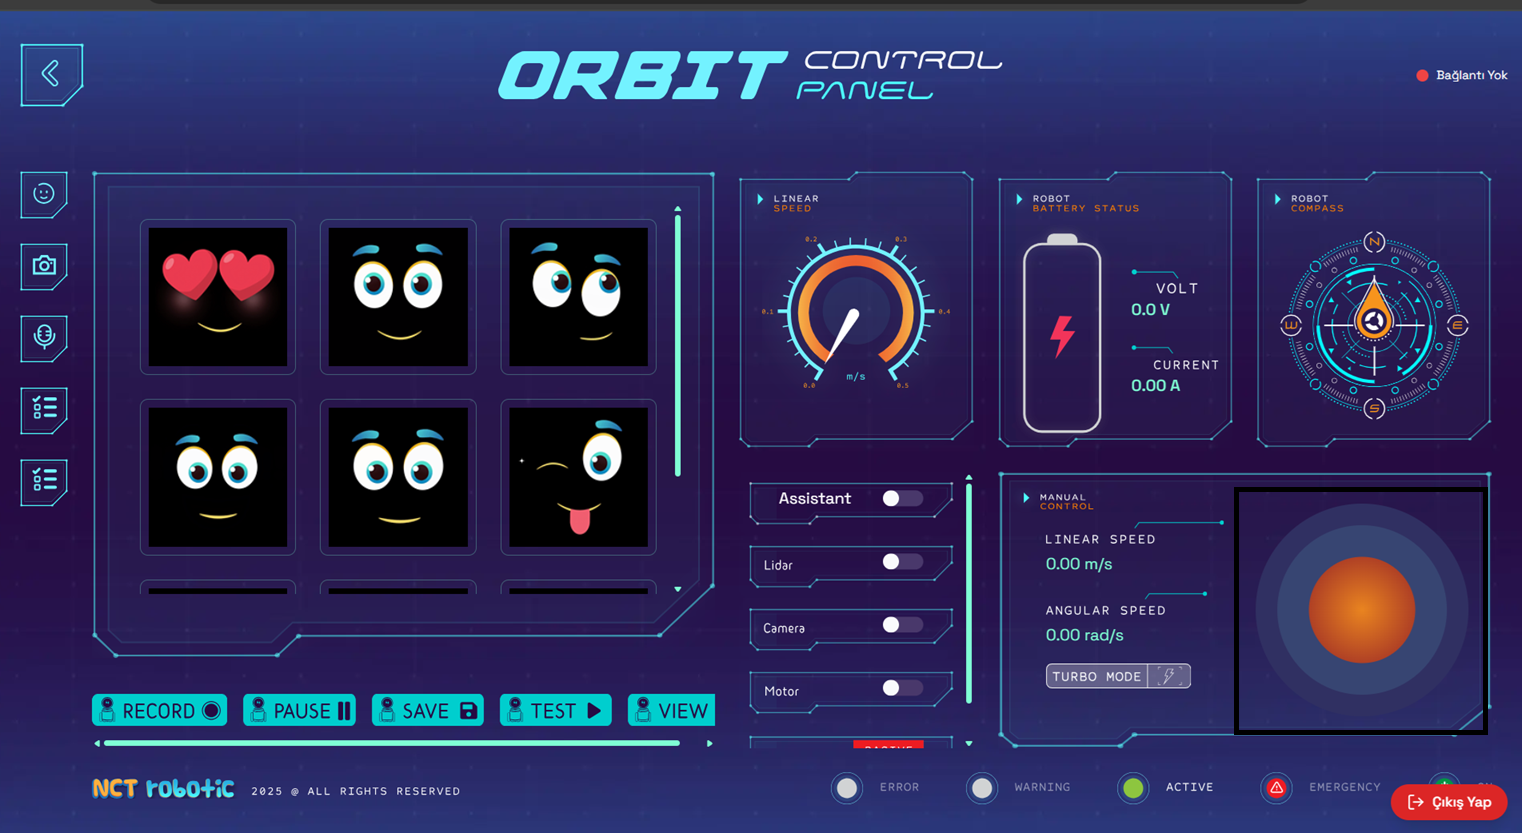 ORBIT CONTROL
PANEL
Bağlantı Yok
LINEAR
SPEED
0.0
0.1
0.2
0.3
0.4
0.5
m/s
ROBOT
BATTERY STATUS
VOLT
0.0 V
CURRENT
0.00 A
ROBOT
COMPASS
N
W
E
S
Assistant
Lidar
Camera
Motor
MANUAL
CONTROL
LINEAR SPEED
0.00 m/s
ANGULAR SPEED
0.00 rad/s
TURBO MODE
RECORD
PAUSE
SAVE
TEST
VIEW
NCT robotic
2025 @ ALL RIGHTS RESERVED
ERROR
WARNING
ACTIVE
EMERGENCY
Çıkış Yap